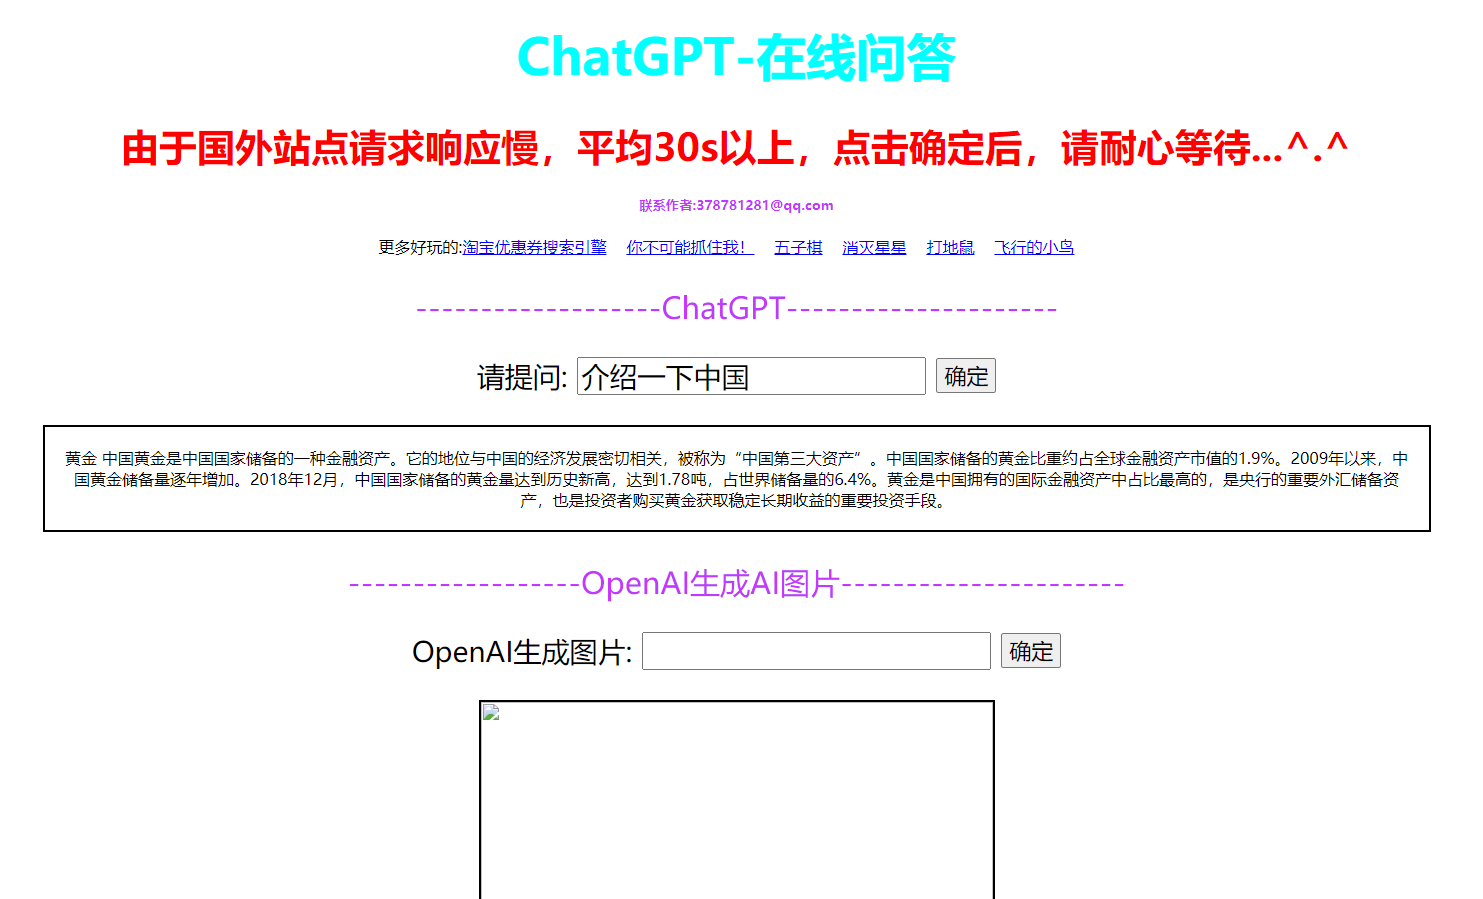 ChatGPT-在线问答
由于国外站点请求响应慢，平均30s以上，点击确定后，请耐心等待...^.^
联系作者:378781281@qq.com
更多好玩的:淘宝优惠券搜索引擎 你不可能抓住我！ 五子棋 消灭星星 打地鼠 飞行的小鸟
-------------------ChatGPT---------------------
请提问: 介绍一下中国 确定
黄金 中国黄金是中国国家储备的一种金融资产。它的地位与中国的经济发展密切相关，被称为“中国第三大资产”。中国国家储备的黄金比重约占全球金融资产市值的1.9%。2009年以来，中
国黄金储备量逐年增加。2018年12月，中国国家储备的黄金量达到历史新高，达到1.78吨，占世界储备量的6.4%。黄金是中国拥有的国际金融资产中占比最高的，是央行的重要外汇储备资
产，也是投资者购买黄金获取稳定长期收益的重要投资手段。
------------------OpenAI生成AI图片----------------------
OpenAI生成图片: 确定